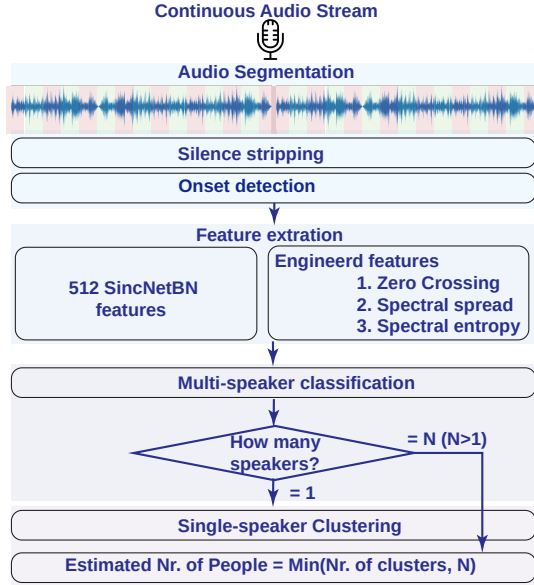 Continuous Audio Stream
Audio Segmentation
Silence stripping
Onset detection
Feature extration
512 SincNetBN
features
Engineerd features
1. Zero Crossing
2. Spectral spread
3. Spectral entropy
Multi-speaker classification
How many
speakers?
= N (N>1)
= 1
Single-speaker Clustering
Estimated Nr. of People = Min(Nr. of clusters, N)